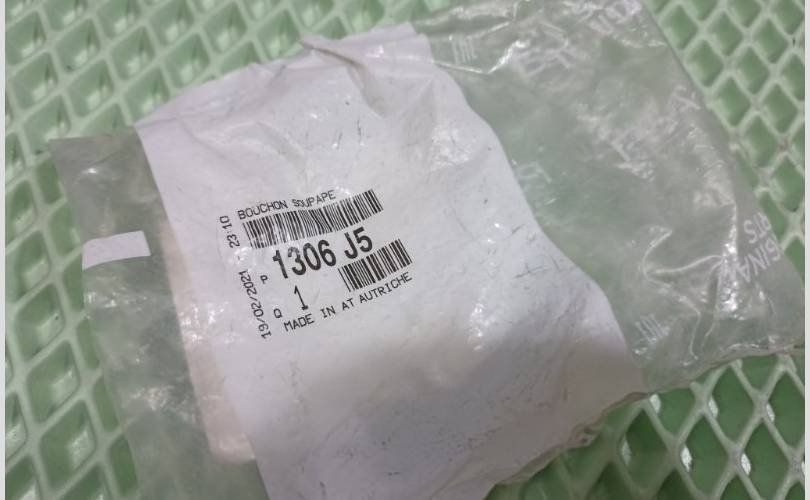 BOUCHON SOUPAPE
P 1306 J5
Q 1
MADE IN AT AUTRICHE
19/02/2021 23:10